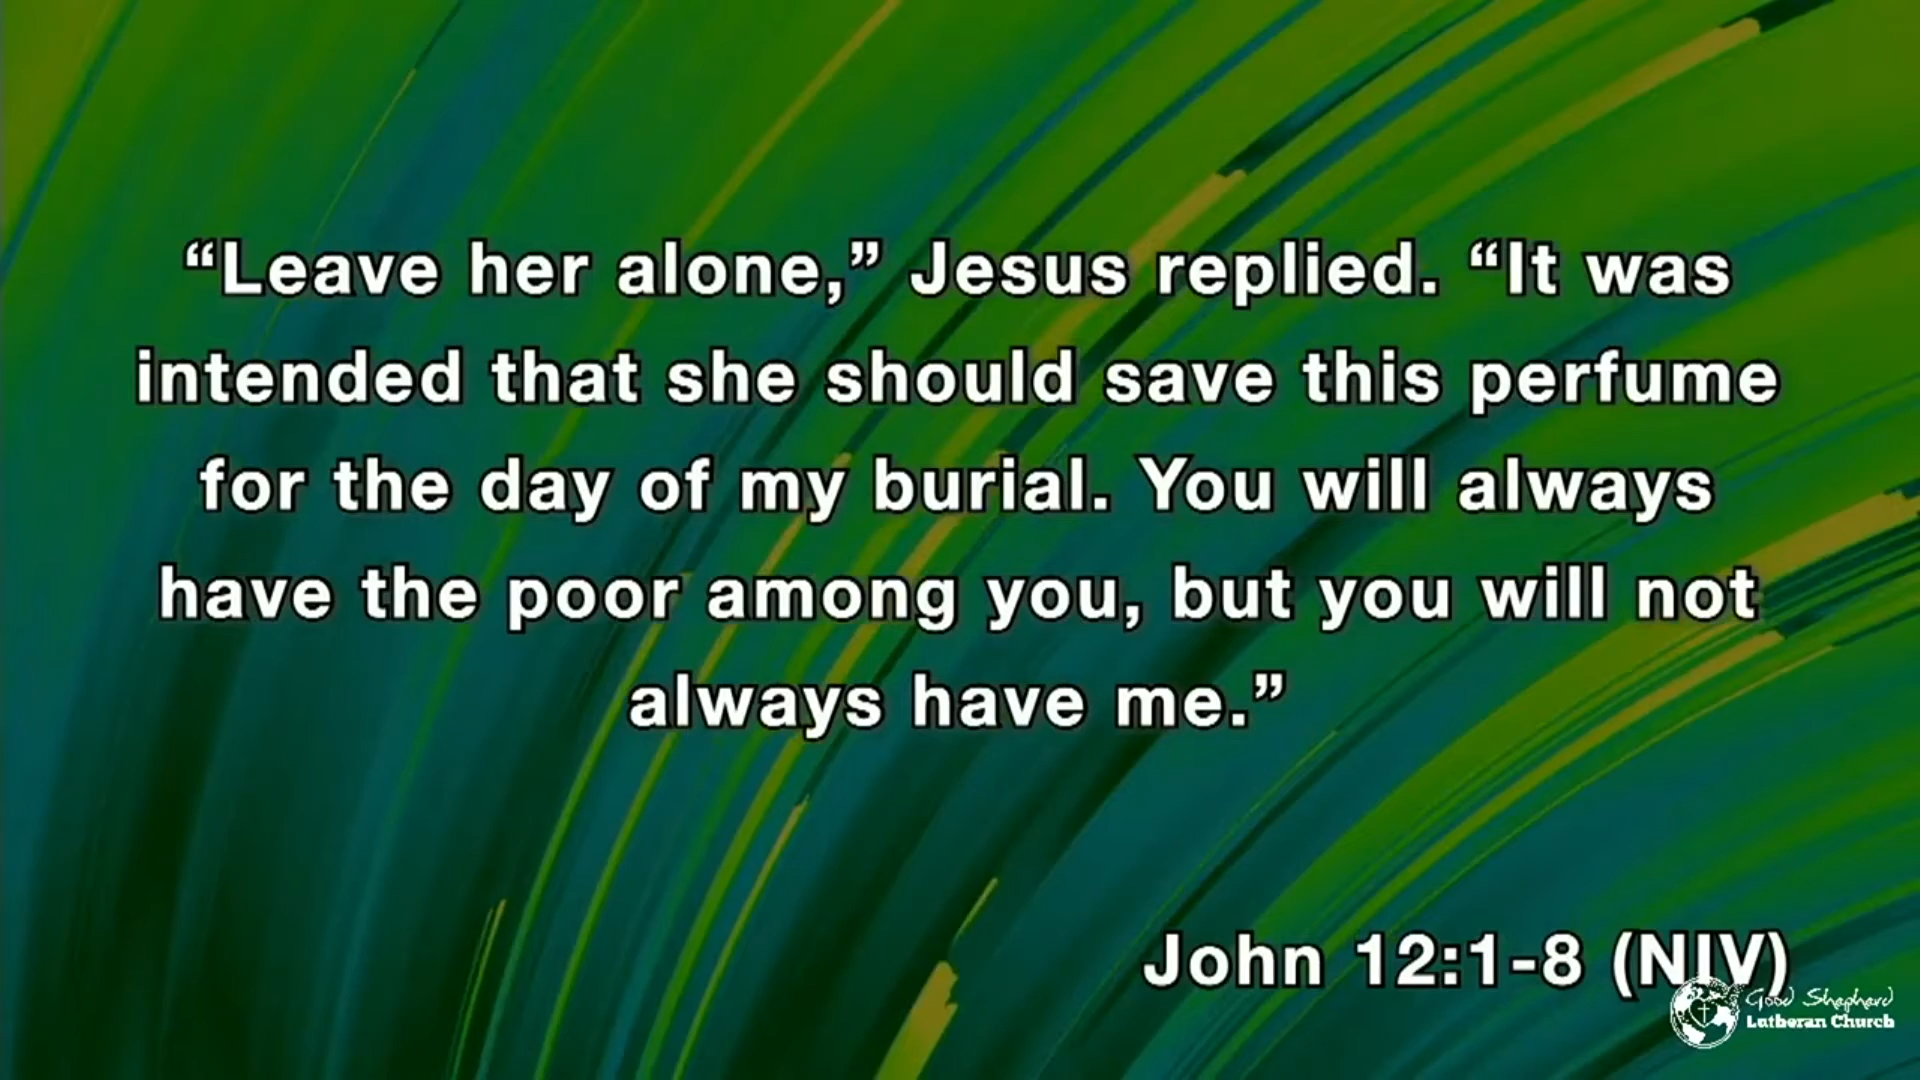 “Leave her alone,” Jesus replied. “It was
intended that she should save this perfume
for the day of my burial. You will always
have the poor among you, but you will not
always have me.”
John 12:1-8 (NIV)
Good Shepherd
Lutheran Church